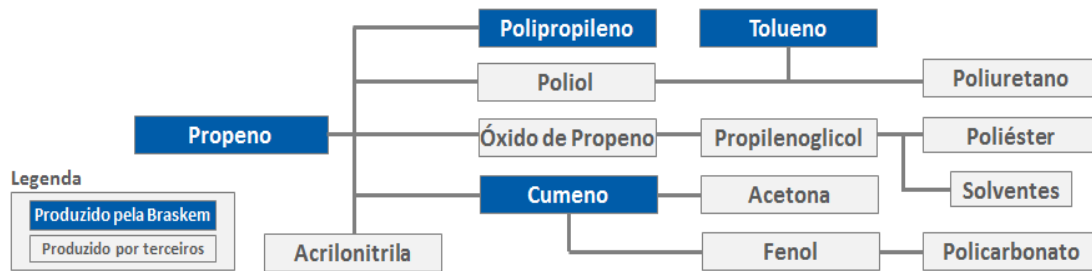 Polipropileno
Tolueno
Poliol
Poliuretano
Propeno
Óxido de Propeno
Propilenoglicol
Poliéster
Legenda
Cumeno
Acetona
Solventes
Produzido pela Braskem
Produzido por terceiros
Acrilonitrila
Fenol
Policarbonato